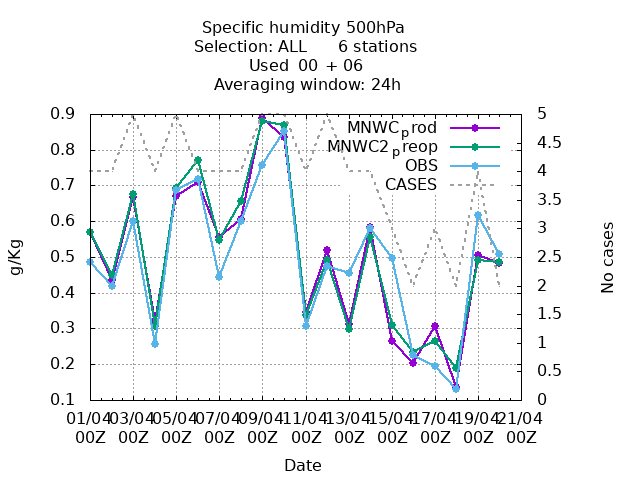 Specific humidity 500hPa
Selection: ALL      6 stations
Used  00 + 06
Averaging window: 24h
MNWCprod
MNWC2preop
OBS
CASES
0.9
0.8
0.7
0.6
0.5
0.4
0.3
0.2
0.1
g/Kg
5
4.5
4
3.5
3
2.5
2
1.5
1
0.5
0
No cases
01/04 03/04 05/04 07/04 09/04 11/04 13/04 15/04 17/04 19/04 21/04
00Z 00Z 00Z 00Z 00Z 00Z 00Z 00Z 00Z 00Z 00Z
Date